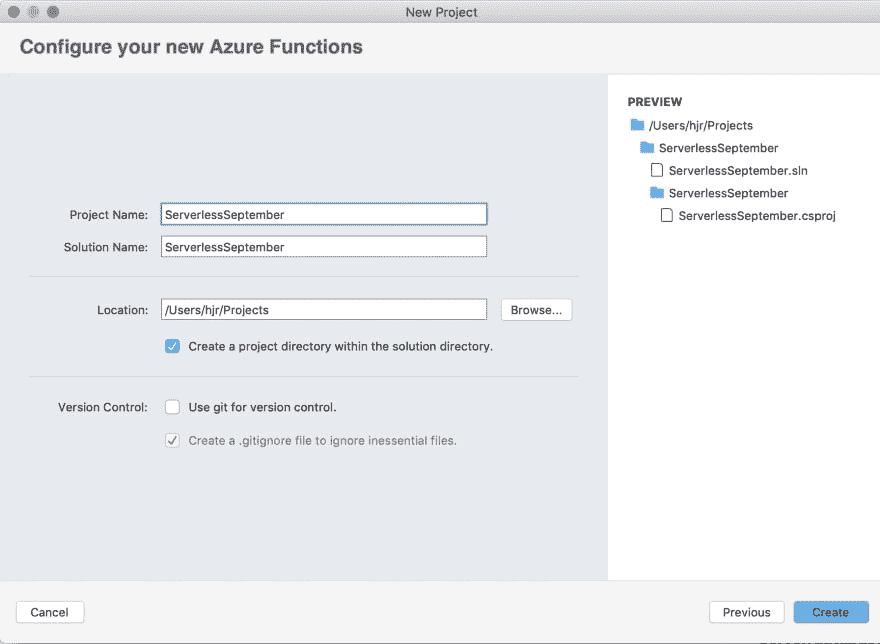 New Project
Configure your new Azure Functions
Project Name: ServerlessSeptember
Solution Name: ServerlessSeptember
Location: /Users/hjr/Projects Browse...
Create a project directory within the solution directory.
Version Control: Use git for version control.
Create a .gitignore file to ignore inessential files.
PREVIEW
/Users/hjr/Projects
ServerlessSeptember
ServerlessSeptember.sln
ServerlessSeptember
ServerlessSeptember.csproj
Cancel Previous Create